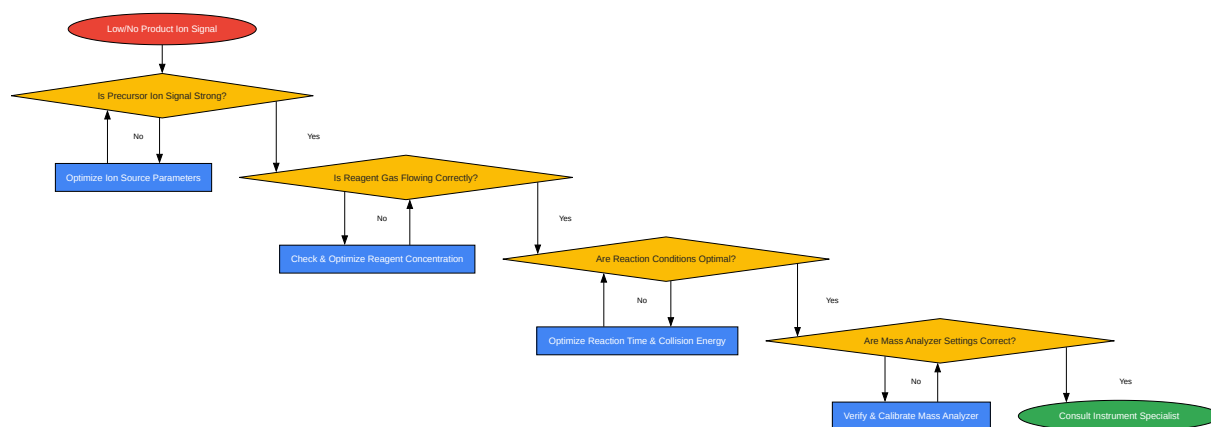 Low/No Product Ion Signal
Is Precursor Ion Signal Strong?
No
Yes
Optimize Ion Source Parameters
Is Reagent Gas Flowing Correctly?
No
Yes
Check & Optimize Reagent Concentration
Are Reaction Conditions Optimal?
No
Yes
Optimize Reaction Time & Collision Energy
Are Mass Analyzer Settings Correct?
No
Yes
Verify & Calibrate Mass Analyzer
Consult Instrument Specialist